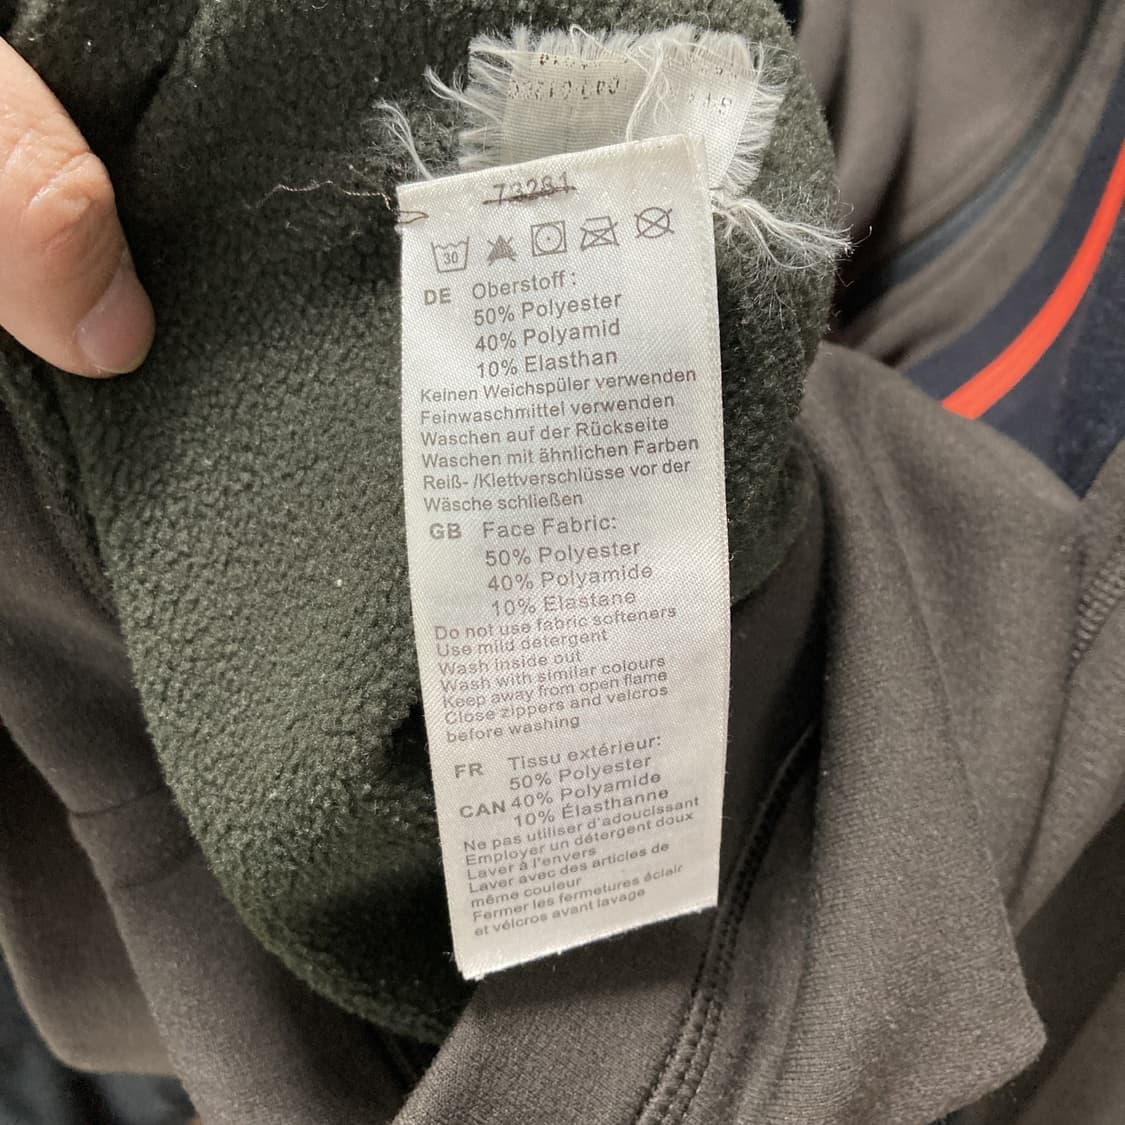 73281
30
DE Oberstoff :
50% Polyester
40% Polyamid
10% Elasthan
Keinen Weichspüler verwenden
Feinwaschmittel verwenden
Waschen auf der Rückseite
Waschen mit ähnlichen Farben
Reiß- /Klettverschlüsse vor der
Wäsche schließen
GB Face Fabric:
50% Polyester
40% Polyamide
10% Elastane
Do not use fabric softeners
Use mild detergent
Wash inside out
Wash with similar colours
Keep away from open flame
Close zippers and velcros
before washing
FR Tissu extérieur:
50% Polyester
CAN 40% Polyamide
10% Élasthanne
Ne pas utiliser d'adoucissant
Employer un détergent doux
Laver à l'envers
Laver avec des articles de
même couleur
Fermer les fermetures éclair
et vélcros avant lavage